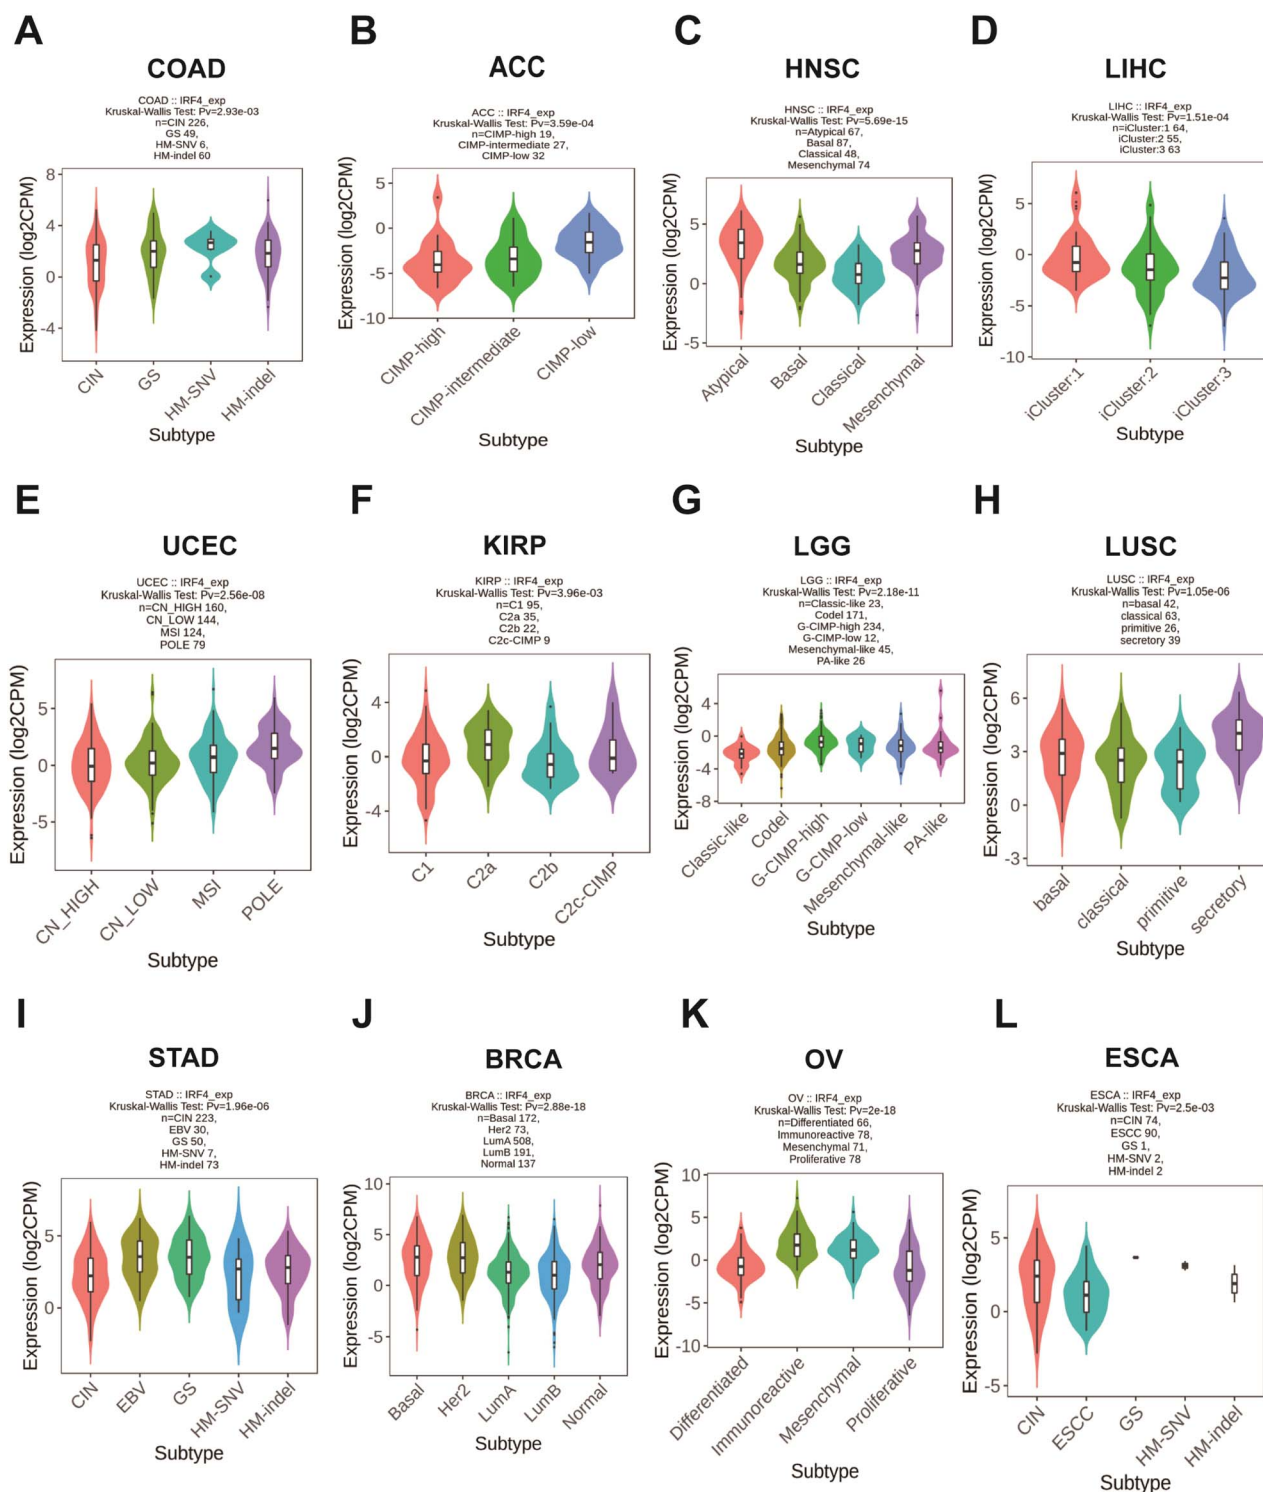 A
COAD
COAD :: IRF4_exp
Kruskal-Wallis Test: Pv=2.93e-03
n=CIN 226,
GS 49,
HM-SNV 6,
HM-indel 60
Expression (log2CPM)
8
4
0
-4
CIN
GS
HM-SNV
HM-indel
Subtype
B
ACC
ACC :: IRF4_exp
Kruskal-Wallis Test: Pv=3.59e-04
n=CIMP-high 19,
CIMP-intermediate 27,
CIMP-low 32
Expression (log2CPM)
5
-0
-5
-10
CIMP-high
CIMP-intermediate
CIMP-low
Subtype
C
HNSC
HNSC :: IRF4_exp
Kruskal-Wallis Test: Pv=5.69e-15
n=Atypical 67,
Basal 87,
Classical 48,
Mesenchymal 74
Expression (log2CPM)
5
0
-5
Atypical
Basal
Classical
Mesenchymal
Subtype
D
LIHC
LIHC :: IRF4_exp
Kruskal-Wallis Test: Pv=1.51e-04
n=iCluster:1 64,
iCluster:2 55,
iCluster:3 63
Expression (log2CPM)
5
0
-5
-10
iCluster:1
iCluster:2
iCluster:3
Subtype
E
UCEC
UCEC :: IRF4_exp
Kruskal-Wallis Test: Pv=2.56e-08
n=CN_HIGH 160,
CN_LOW 144,
MSI 124,
POLE 79
Expression (log2CPM)
5
0
-5
CN_HIGH
CN_LOW
MSI
POLE
Subtype
F
KIRP
KIRP :: IRF4_exp
Kruskal-Wallis Test: Pv=3.96e-03
n=C1 95,
C2a 35,
C2b 22,
C2c-CIMP 9
Expression (log2CPM)
4
0
-4
C1
C2a
C2b
C2c-CIMP
Subtype
G
LGG
LGG :: IRF4_exp
Kruskal-Wallis Test: Pv=2.18e-11
n=Classic-like 23,
Codel 171,
G-CIMP-high 234,
G-CIMP-low 12,
Mesenchymal-like 45,
PA-like 26
Expression (log2CPM)
4
0
-4
-8
Classic-like
Codel
G-CIMP-high
G-CIMP-low
Mesenchymal-like
PA-like
Subtype
H
LUSC
LUSC :: IRF4_exp
Kruskal-Wallis Test: Pv=1.05e-06
n=basal 42,
classical 63,
primitive 26,
secretory 39
Expression (log2CPM)
6
3
0
-3
basal
classical
primitive
secretory
Subtype
I
STAD
STAD :: IRF4_exp
Kruskal-Wallis Test: Pv=1.96e-06
n=CIN 223,
EBV 30,
GS 50,
HM-SNV 7,
HM-indel 73
Expression (log2CPM)
5
0
CIN
EBV
GS
HM-SNV
HM-indel
Subtype
J
BRCA
BRCA :: IRF4_exp
Kruskal-Wallis Test: Pv=2.88e-18
n=Basal 172,
Her2 73,
LumA 508,
LumB 191,
Normal 137
Expression (log2CPM)
10
5
0
-5
Basal
Her2
LumA
LumB
Normal
Subtype
K
OV
OV :: IRF4_exp
Kruskal-Wallis Test: Pv=2e-18
n=Differentiated 66,
Immunoreactive 78,
Mesenchymal 71,
Proliferative 78
Expression (log2CPM)
10
5
0
-5
-10
Differentiated
Immunoreactive
Mesenchymal
Proliferative
Subtype
L
ESCA
ESCA :: IRF4_exp
Kruskal-Wallis Test: Pv=2.5e-03
n=CIN 74,
ESCC 90,
GS 1,
HM-SNV 2,
HM-indel 2
Expression (log2CPM)
5
0
-5
CIN
ESCC
GS
HM-SNV
HM-indel
Subtype